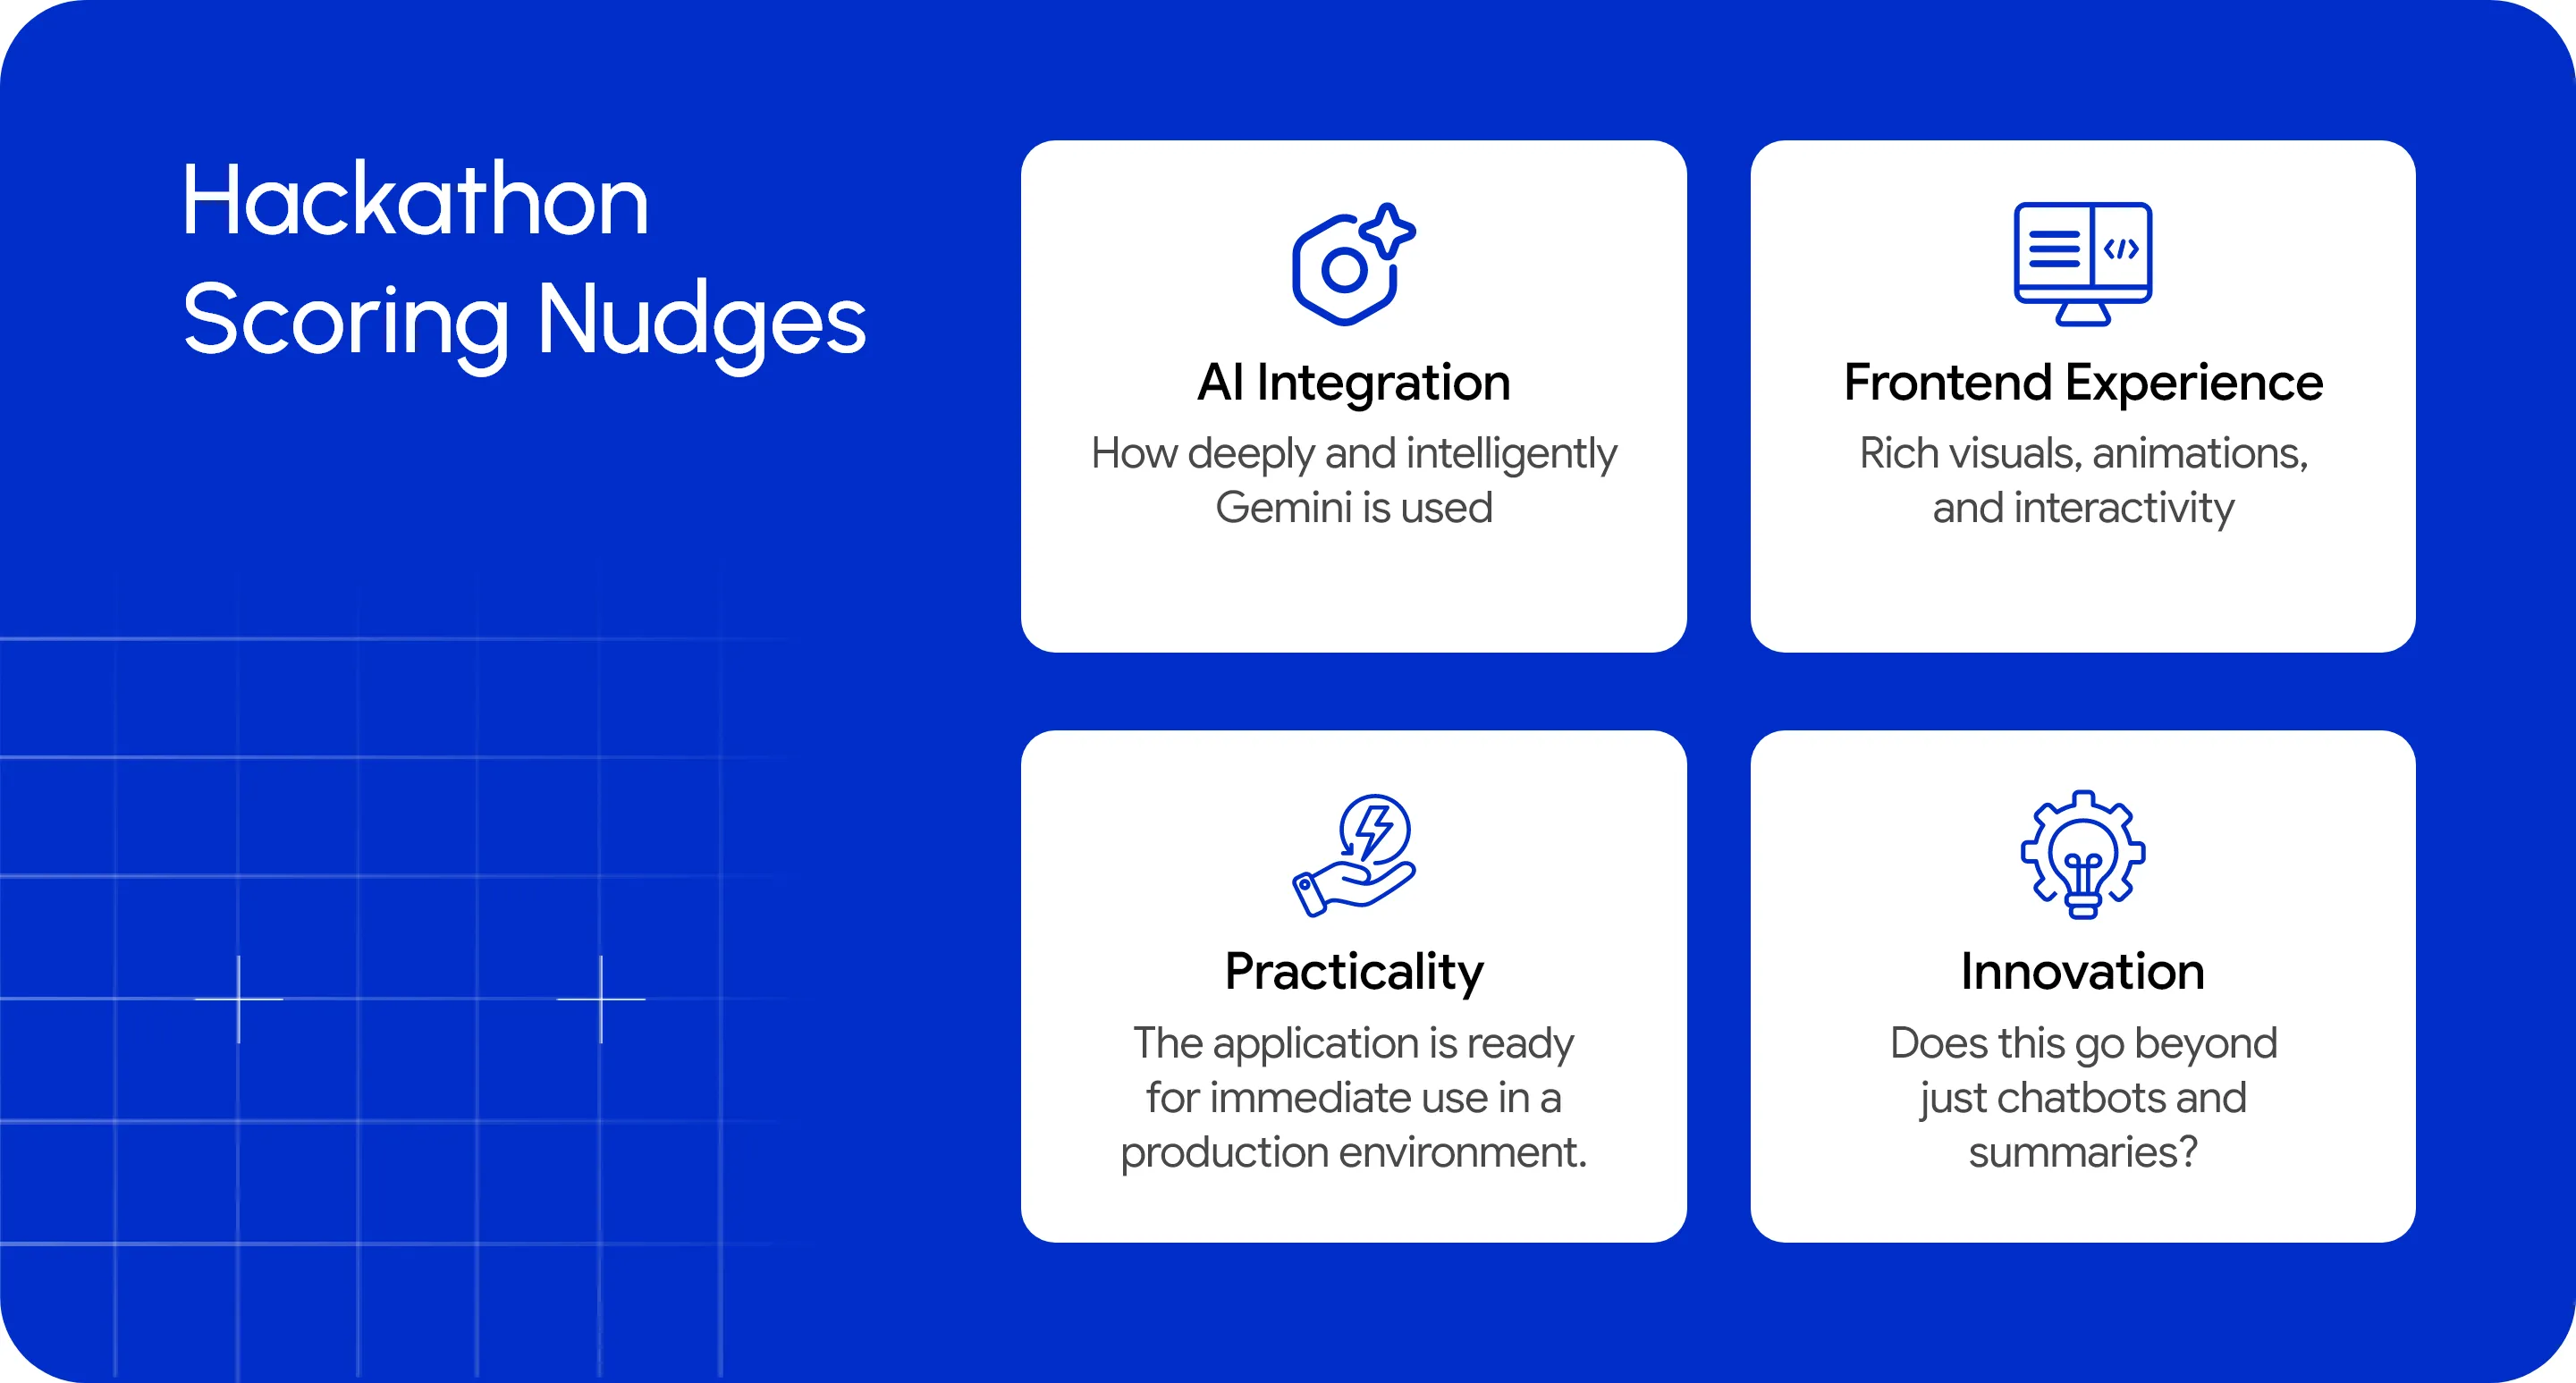 Hackathon
Scoring Nudges
AI Integration
How deeply and intelligently
Gemini is used
Frontend Experience
Rich visuals, animations,
and interactivity
</>
Practicality
The application is ready
for immediate use in a
production environment.
Innovation
Does this go beyond
just chatbots and
summaries?